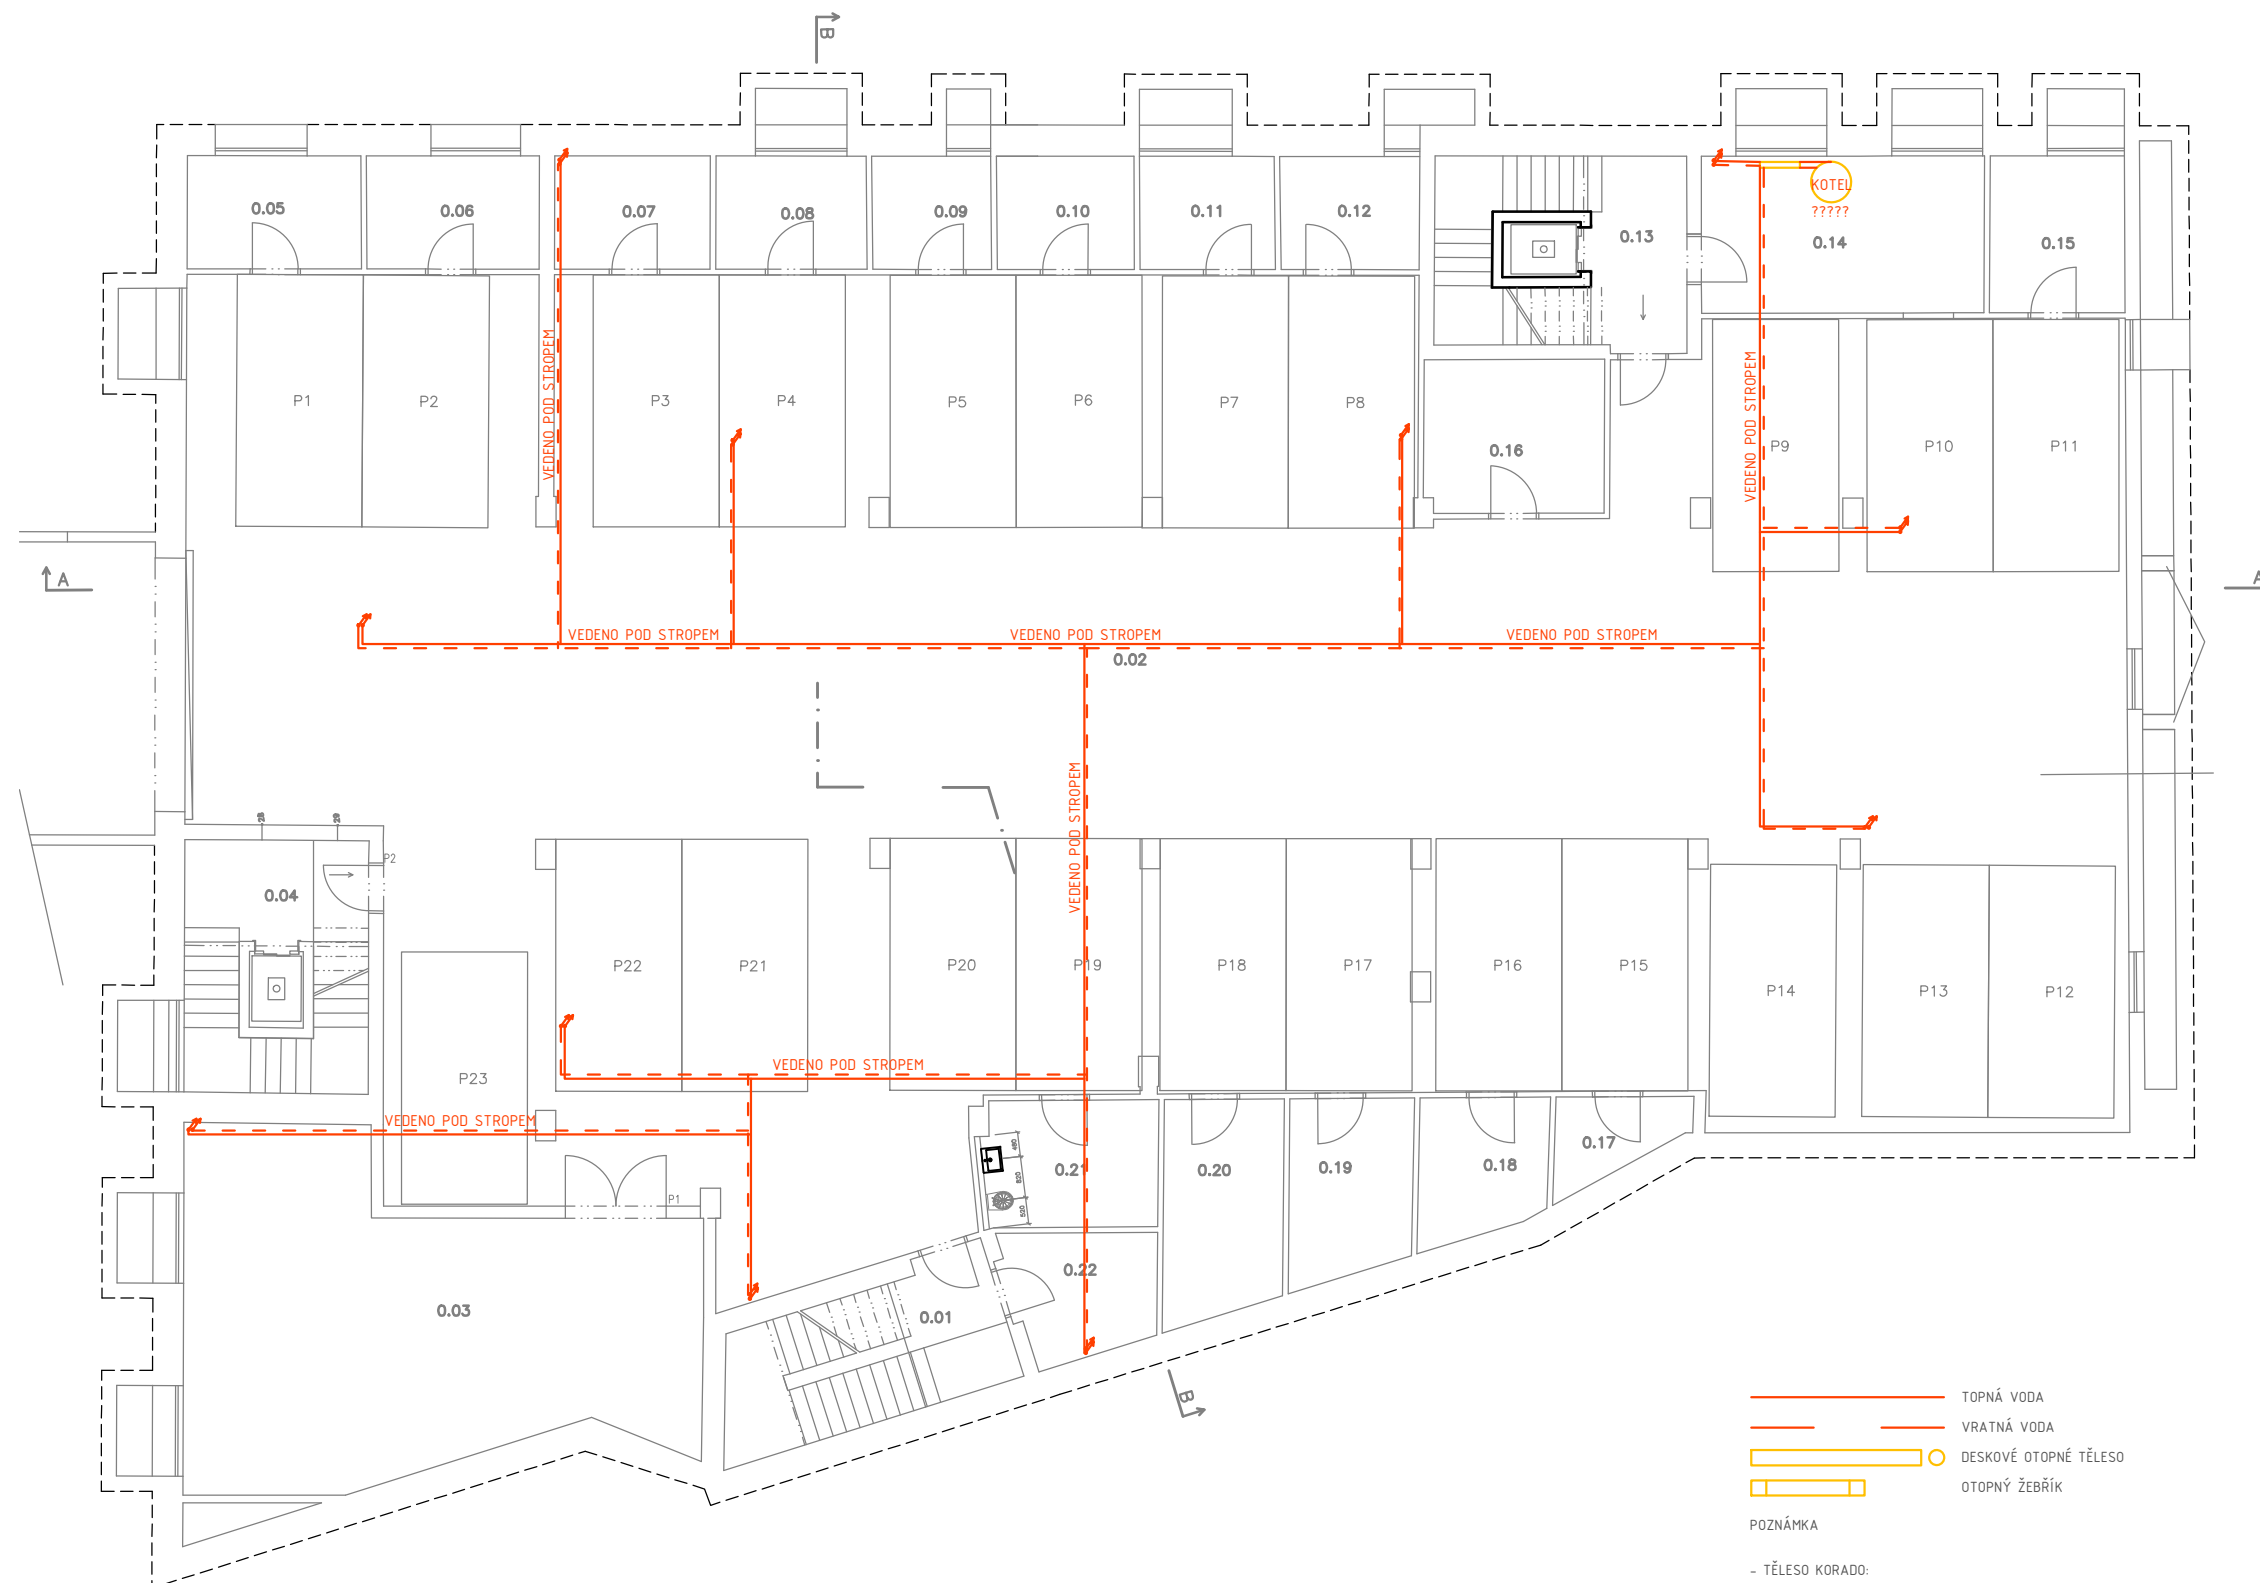 B
0.05
0.06
0.07
0.08
0.09
0.10
0.11
0.12
0.13
KOTEL
?????
0.14
0.15
P1
P2
VEDENO POD STROPEM
P3
P4
P5
P6
P7
P8
0.16
VEDENO POD STROPEM
P9
P10
P11
A
A
VEDENO POD STROPEM
VEDENO POD STROPEM
VEDENO POD STROPEM
0.02
VEDENO POD STROPEM
P2
0.04
P22
P21
P20
P19
P18
P17
P16
P15
P14
P13
P12
P23
VEDENO POD STROPEM
VEDENO POD STROPEM
0.21
0.20
0.19
0.18
0.17
P1
0.03
0.22
0.01
B
TOPNÁ VODA
VRATNÁ VODA
DESKOVÉ OTOPNÉ TĚLESO
OTOPNÝ ŽEBŘÍK
POZNÁMKA
- TĚLESO KORADO: